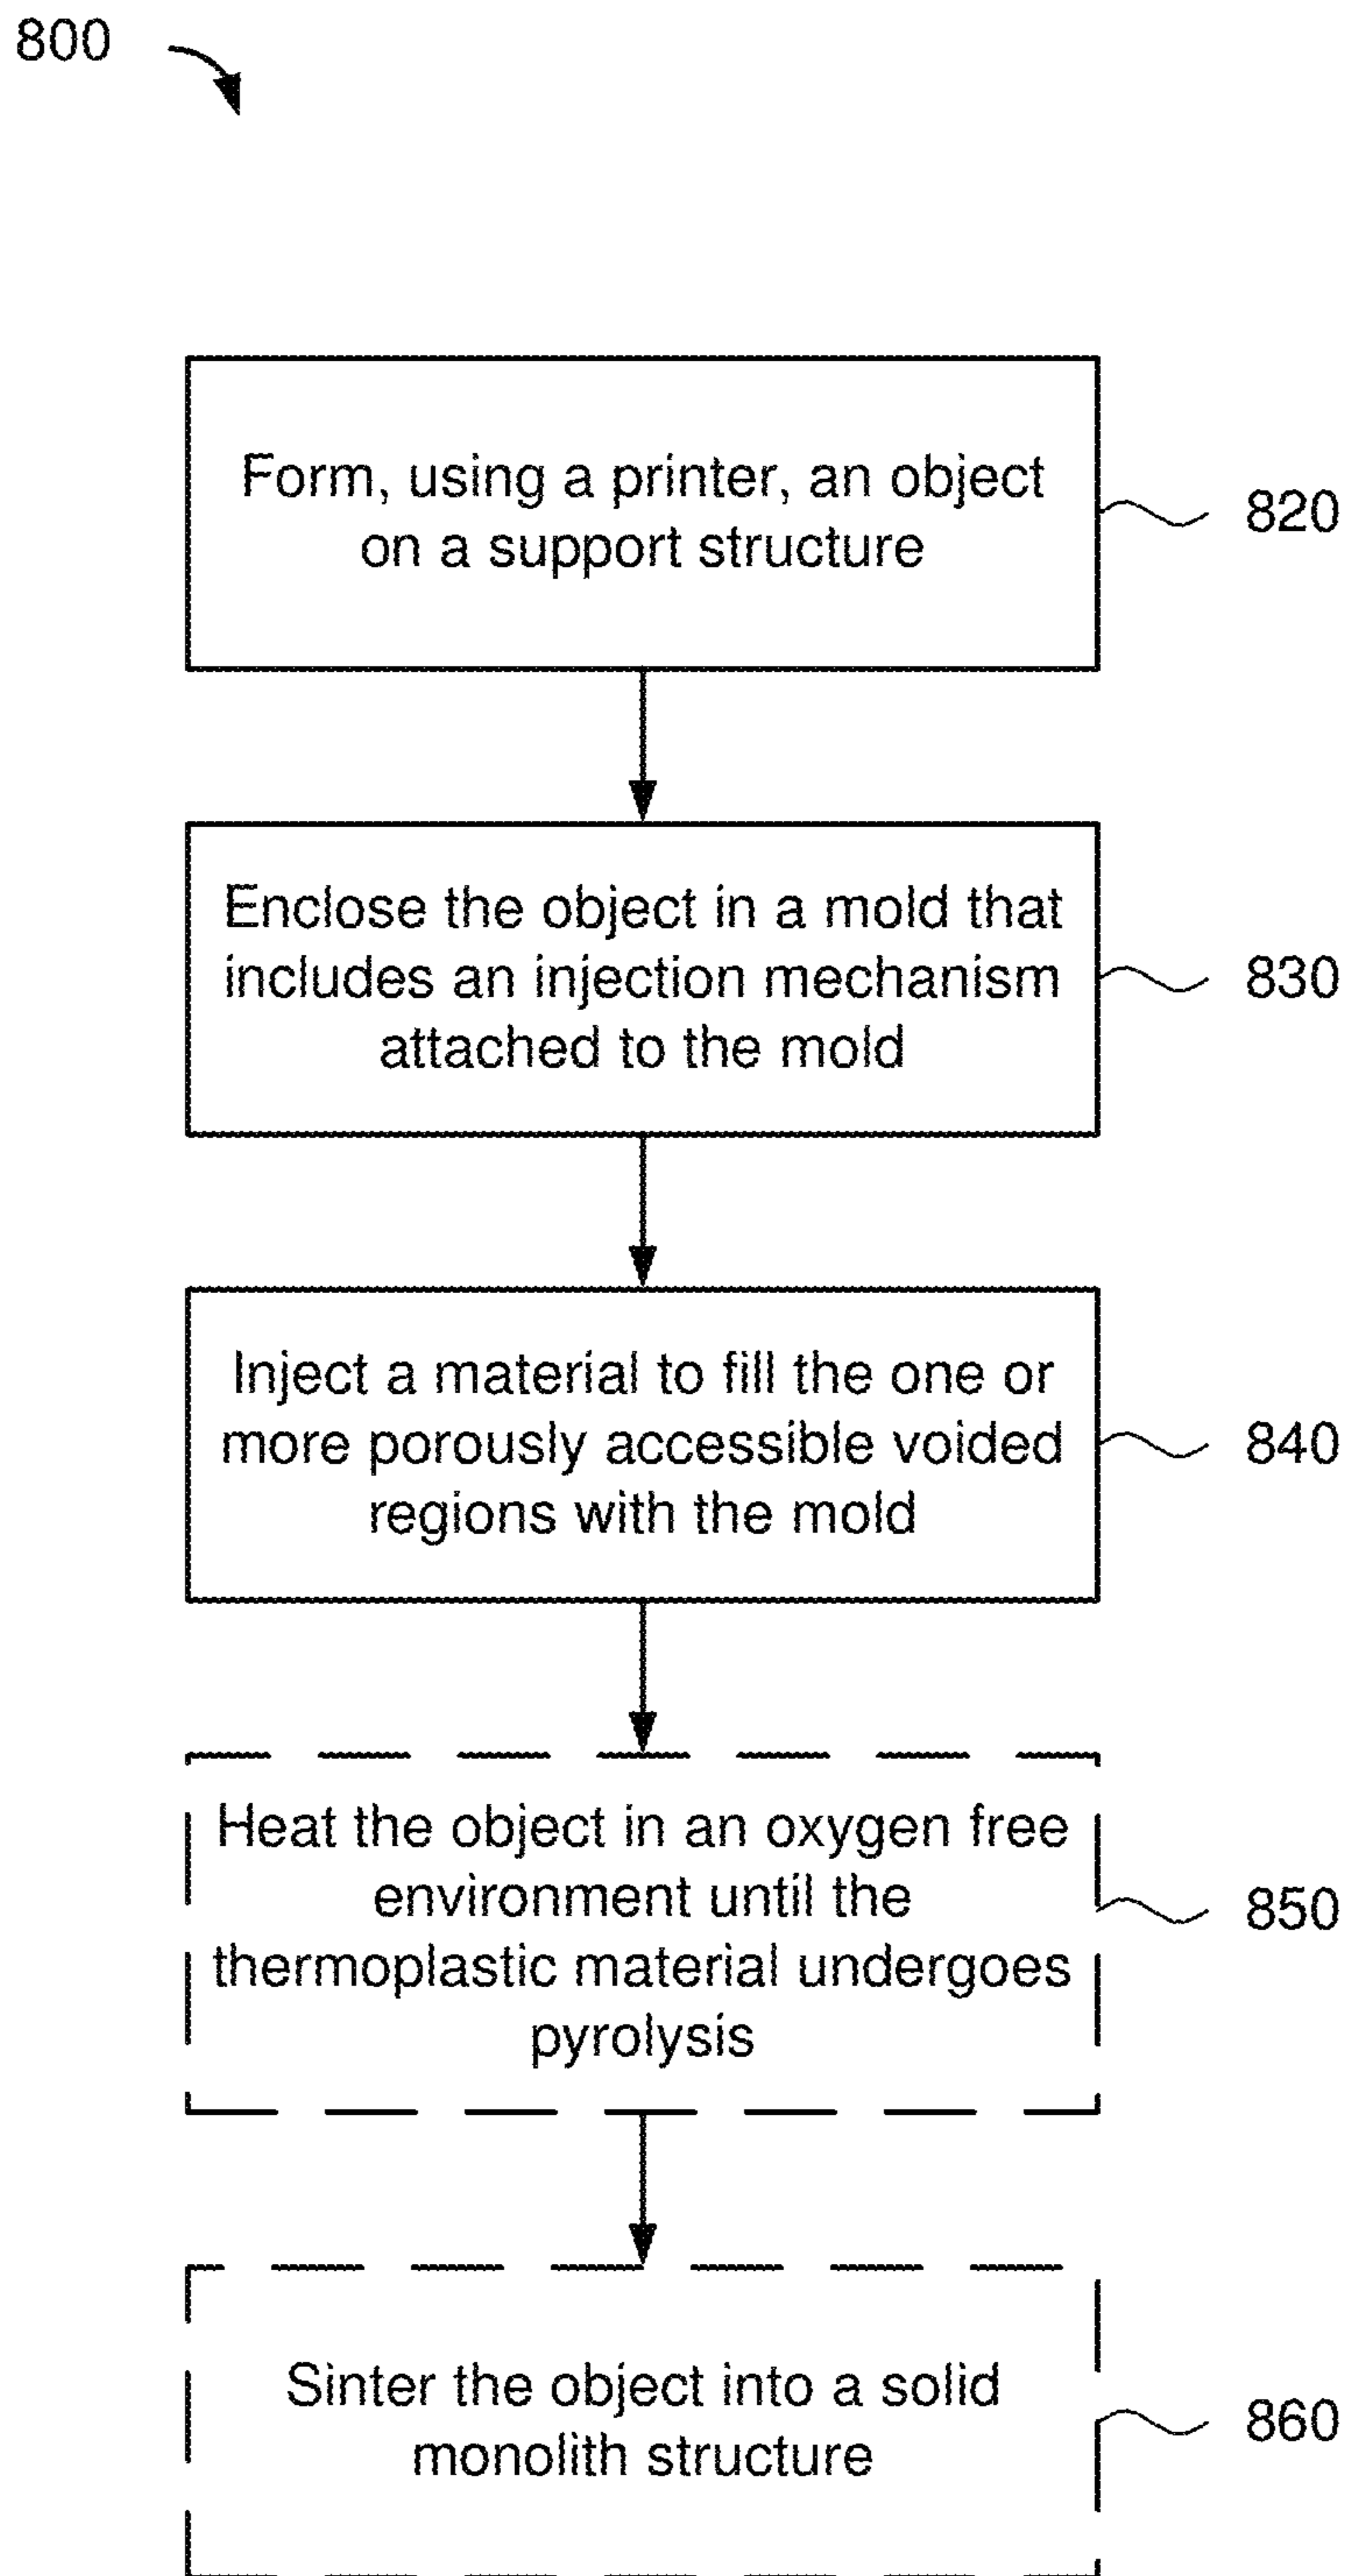 800
Form, using a printer, an object
on a support structure
820
Enclose the object in a mold that
includes an injection mechanism
attached to the mold
830
Inject a material to fill the one or
more porously accessible voided
regions with the mold
840
Heat the object in an oxygen free
environment until the
thermoplastic material undergoes
pyrolysis
850
Sinter the object into a solid
monolith structure
860